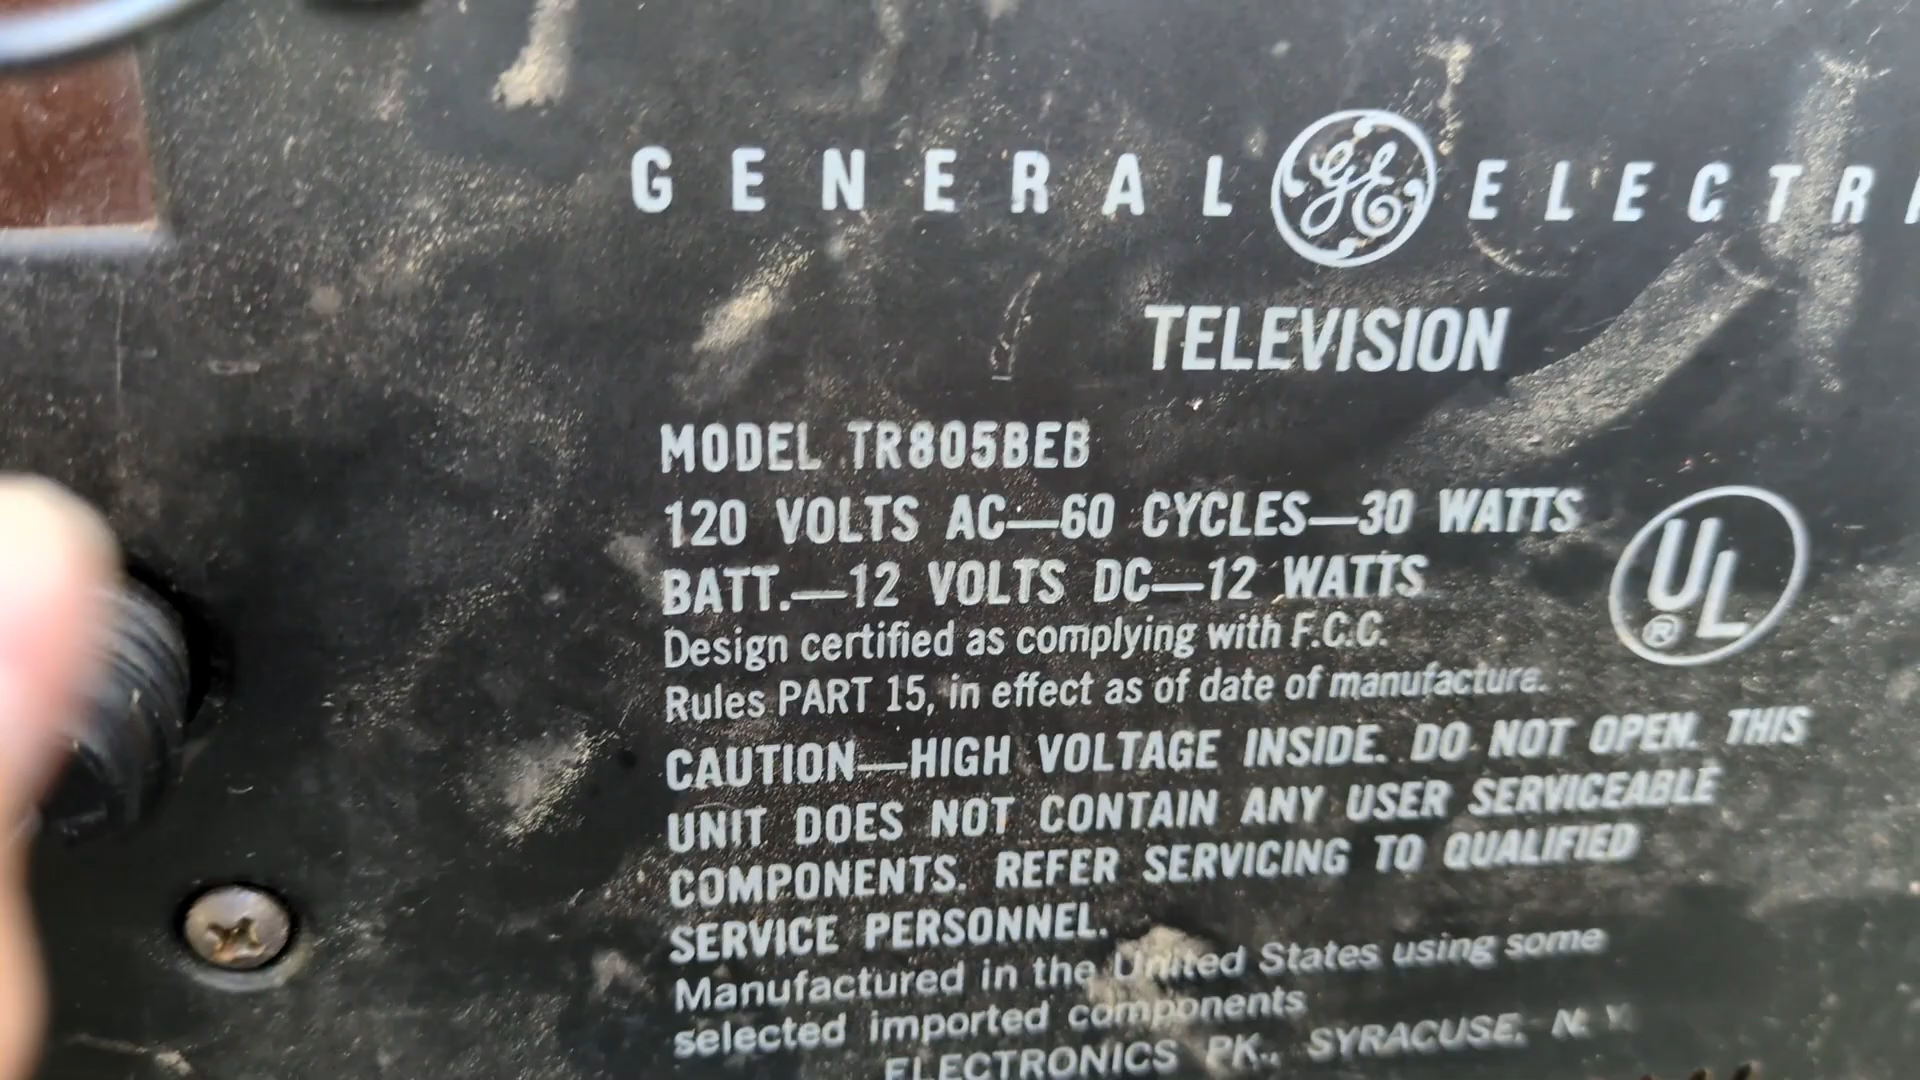 GENERAL GE ELECTRI
TELEVISION
MODEL TR805BEB
120 VOLTS AC—60 CYCLES—30 WATTS
BATT.—12 VOLTS DC—12 WATTS
UL
®
Design certified as complying with F.C.C.
Rules PART 15, in effect as of date of manufacture.
CAUTION—HIGH VOLTAGE INSIDE. DO NOT OPEN. THIS
UNIT DOES NOT CONTAIN ANY USER SERVICEABLE
COMPONENTS. REFER SERVICING TO QUALIFIED
SERVICE PERSONNEL.
Manufactured in the United States using some
selected imported components
ELECTRONICS PK., SYRACUSE, N.Y.